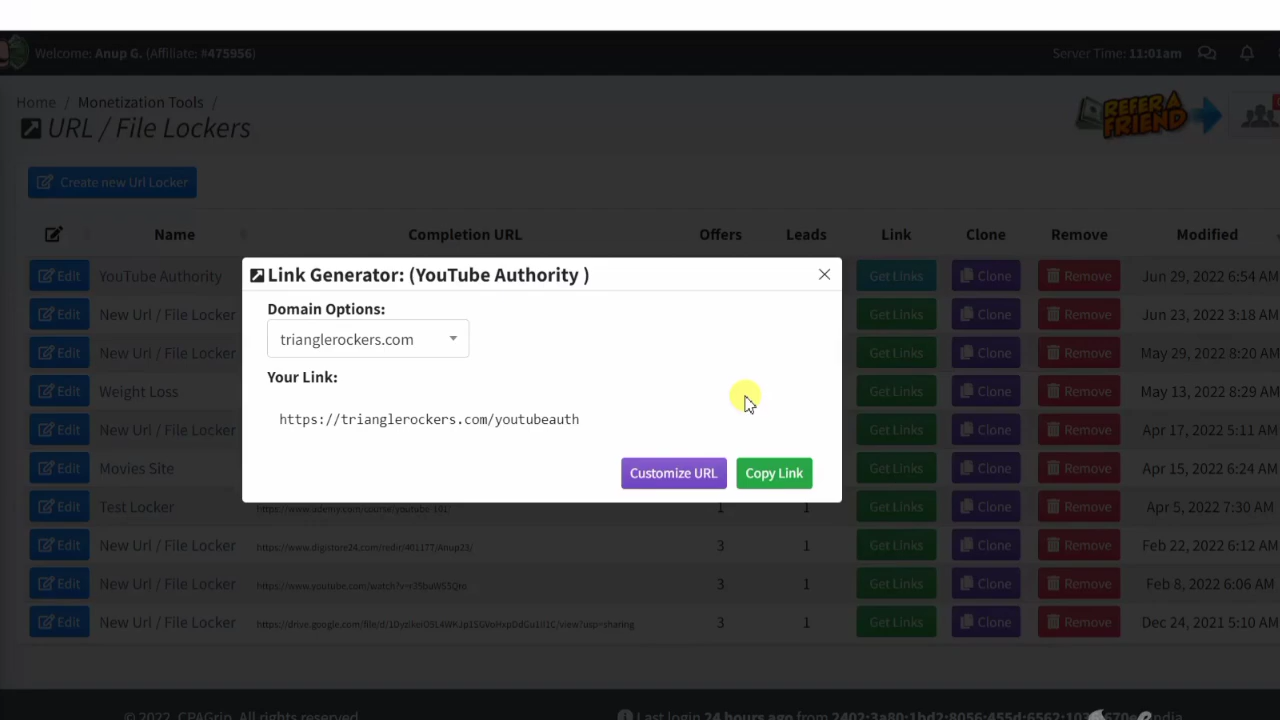 Welcome: Anup G. (Affiliate: #475956)
Server Time: 11:01am
Home / Monetization Tools /
URL / File Lockers
REFER A FRIEND
Create new Url Locker
Name Completion URL Offers Leads Link Clone Remove Modified
Edit YouTube Authority Get Links Clone Remove Jun 29, 2022 6:54 AM
Edit New Url / File Locker Get Links Clone Remove Jun 23, 2022 3:18 AM
Edit New Url / File Locker Get Links Clone Remove May 29, 2022 8:20 AM
Edit Weight Loss Get Links Clone Remove May 13, 2022 8:29 AM
Edit New Url / File Locker Get Links Clone Remove Apr 17, 2022 5:11 AM
Edit Movies Site Get Links Clone Remove Apr 15, 2022 6:24 AM
Edit Test Locker 1 1 Get Links Clone Remove Apr 5, 2022 7:30 AM
Edit New Url / File Locker https://www.digistore24.com/redir/401177/Anup23/ 3 1 Get Links Clone Remove Feb 22, 2022 6:12 AM
Edit New Url / File Locker 3 1 Get Links Clone Remove Feb 8, 2022 6:06 AM
Edit New Url / File Locker 3 1 Get Links Clone Remove Dec 24, 2021 5:10 AM
Link Generator: (YouTube Authority )
Domain Options:
trianglerockers.com
Your Link:
https://trianglerockers.com/youtubeauth
Customize URL Copy Link
© 2022 CPAGrip. All rights reserved
Last login 24 hours ago from